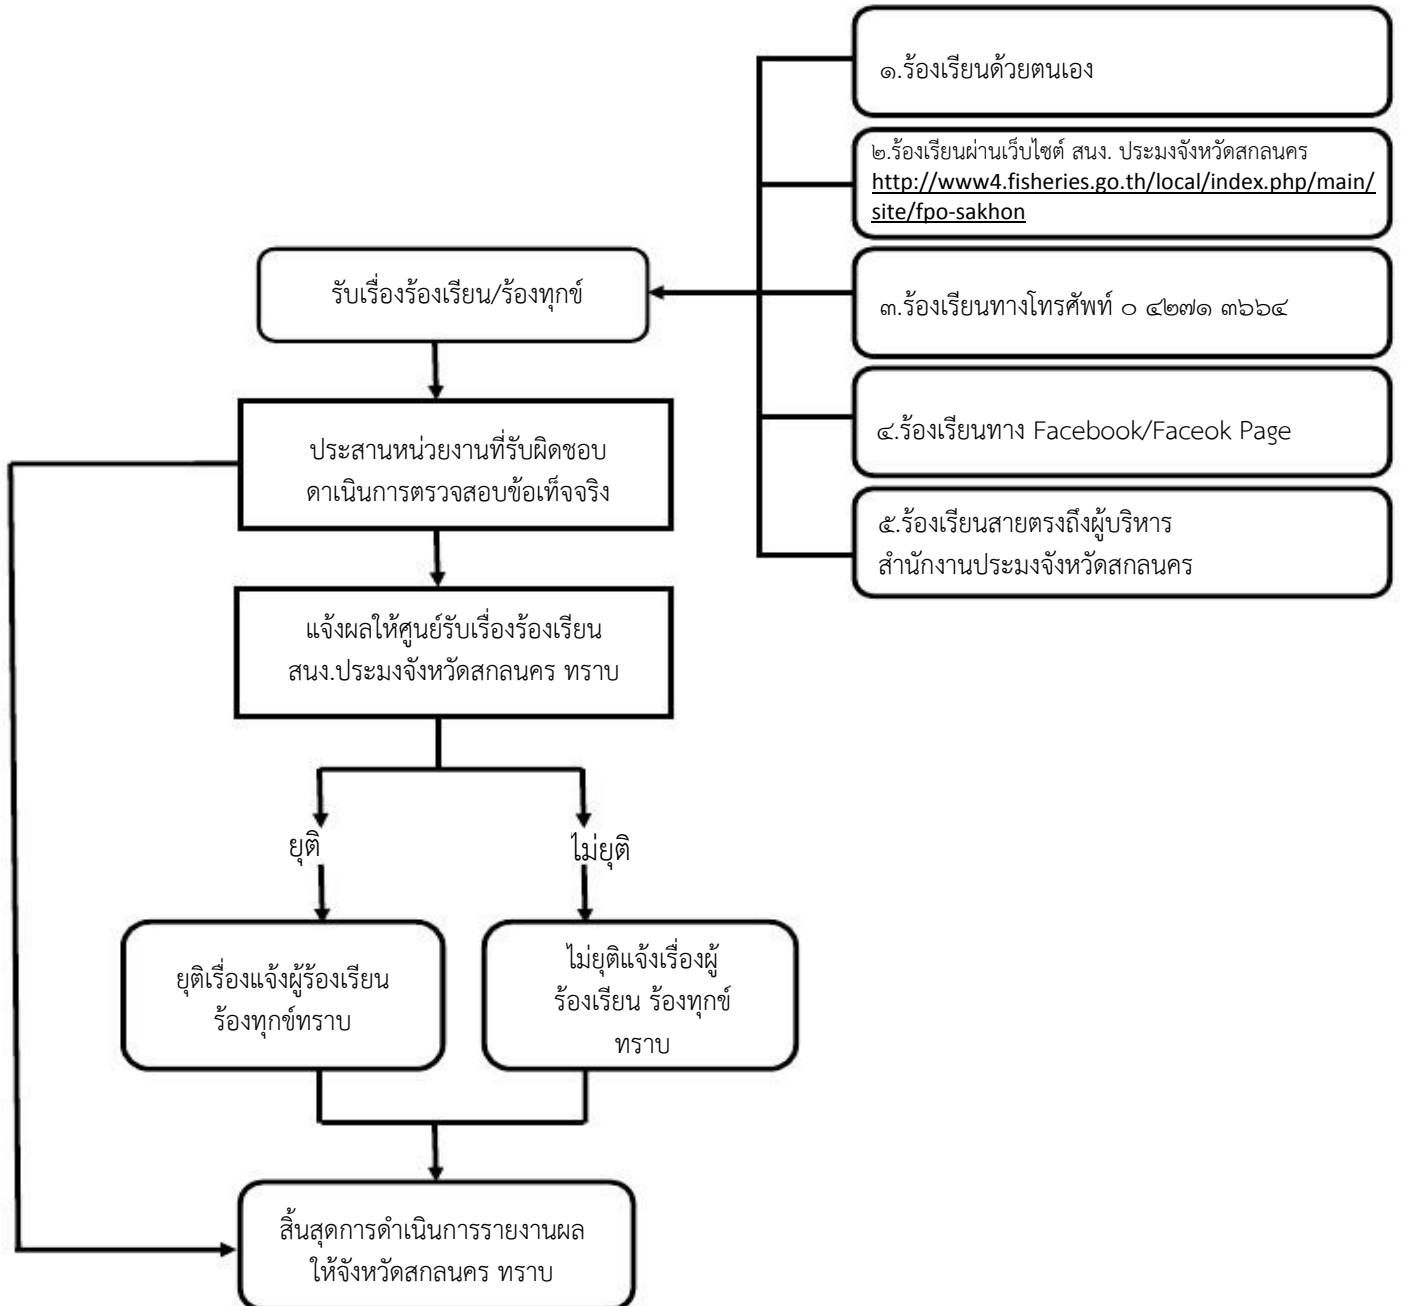 ๑.ร้องเรียนด้วยตนเอง
๒.ร้องเรียนผ่านเว็บไซต์ สนง. ประมงจังหวัดสกลนคร
http://www4.fisheries.go.th/local/index.php/main/
site/fpo-sakhon
รับเรื่องร้องเรียน/ร้องทุกข์
๓.ร้องเรียนทางโทรศัพท์ ๐ ๔๒๗๑ ๓๖๖๔
๔.ร้องเรียนทาง Facebook/Faceok Page
๕.ร้องเรียนสายตรงถึงผู้บริหาร
สำนักงานประมงจังหวัดสกลนคร
ประสานหน่วยงานที่รับผิดชอบ
ดาเนินการตรวจสอบข้อเท็จจริง
แจ้งผลให้ศูนย์รับเรื่องร้องเรียน
สนง.ประมงจังหวัดสกลนคร ทราบ
ยุติ
ไม่ยุติ
ยุติเรื่องแจ้งผู้ร้องเรียน
ร้องทุกข์ทราบ
ไม่ยุติแจ้งเรื่องผู้
ร้องเรียน ร้องทุกข์
ทราบ
สิ้นสุดการดำเนินการรายงานผล
ให้จังหวัดสกลนคร ทราบ